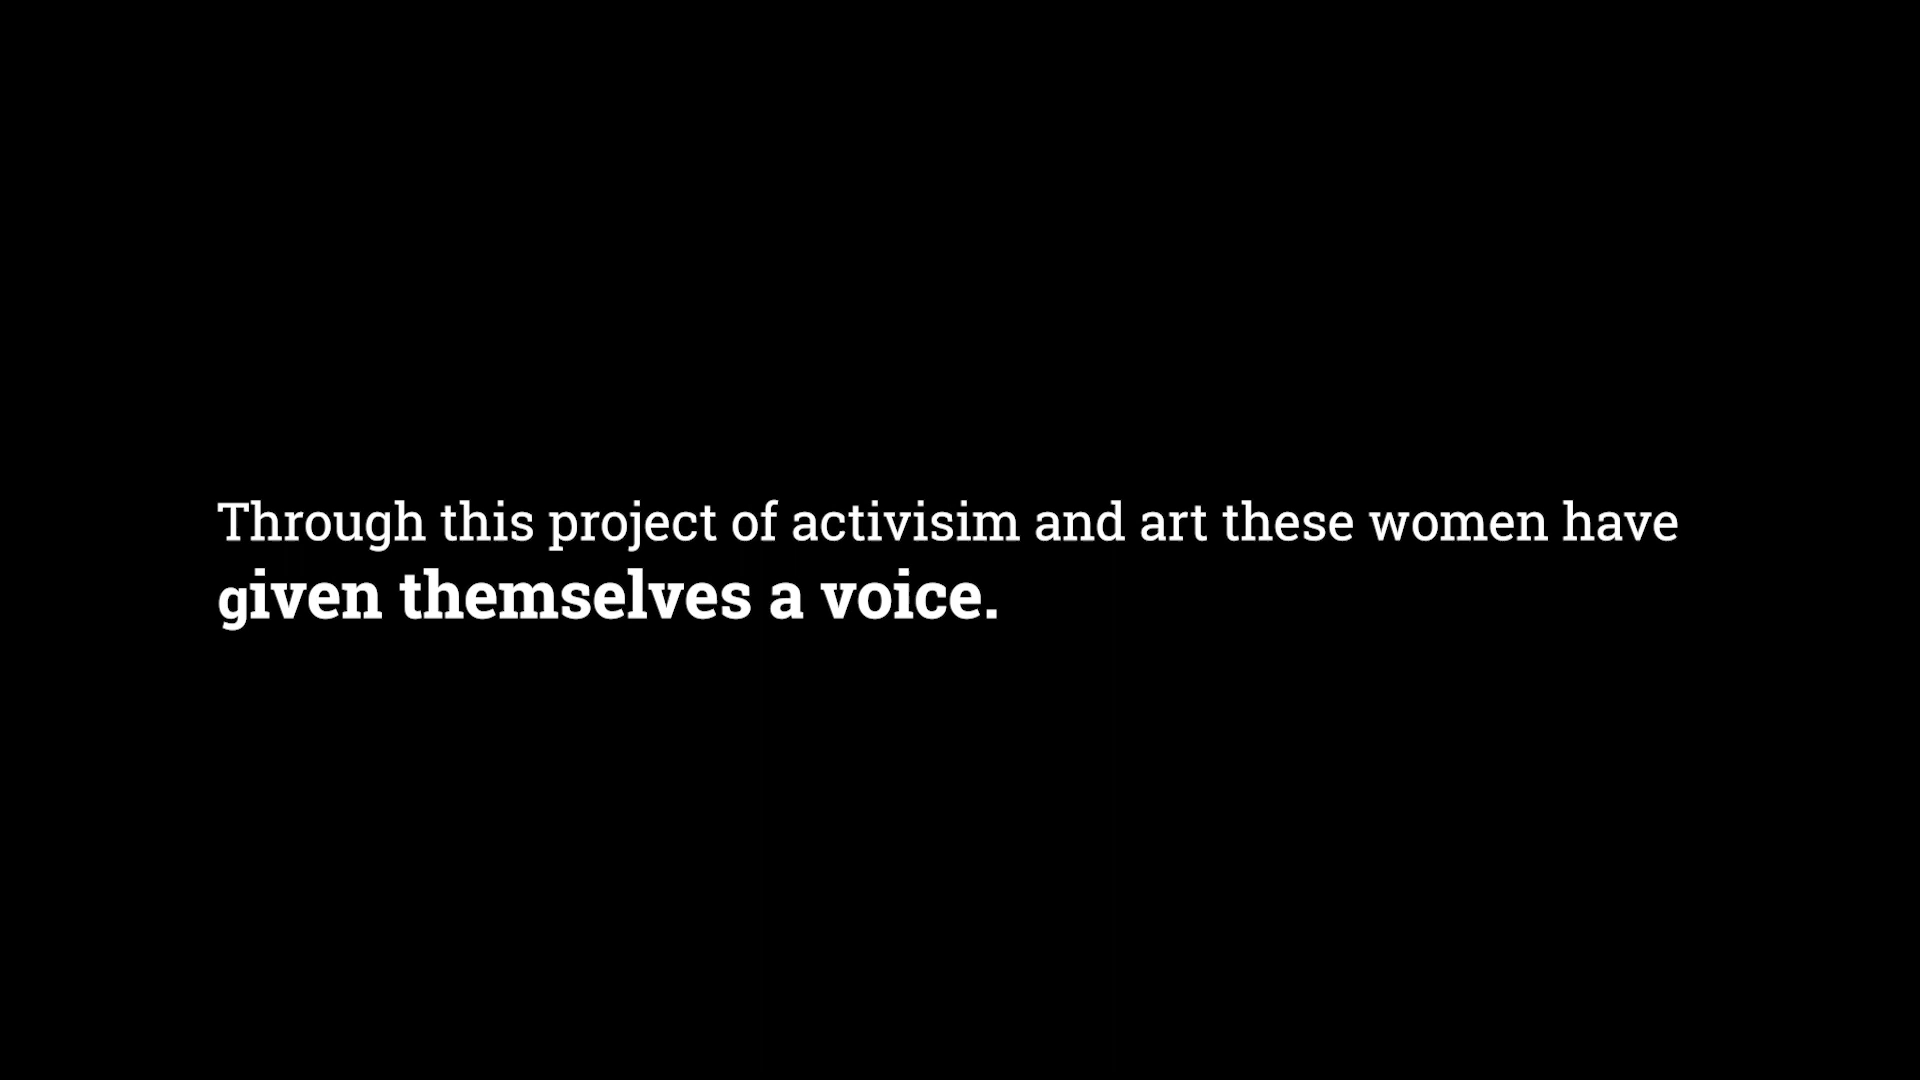 Through this project of activisim and art these women have
given themselves a voice.